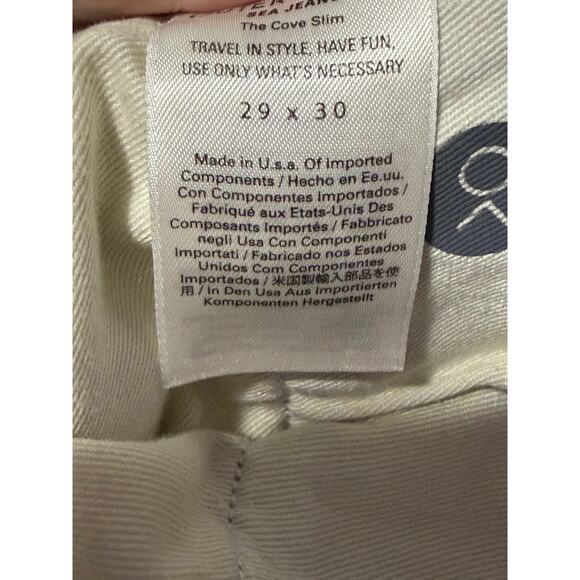 SEA JEANS
The Cove Slim
TRAVEL IN STYLE, HAVE FUN,
USE ONLY WHAT'S NECESSARY
29 x 30
Made in U.s.a. Of Imported
Components / Hecho en Ee.uu.
Con Componentes Importados /
Fabriqué aux Etats-Unis Des
Composants Importés / Fabbricato
negli Usa Con Componenti
Importati / Fabricado nos Estados
Unidos Com Componentes
Importados / 米国製輸入部品を使
用 / In Den Usa Aus Importierten
Komponenten Hergestellt